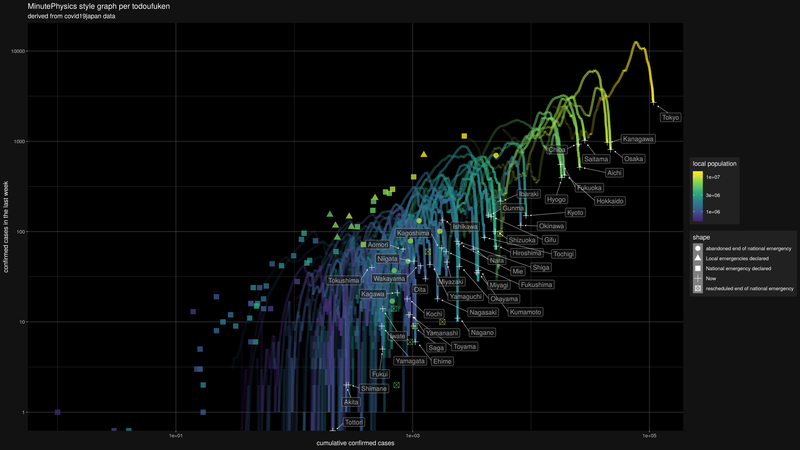 MinutePhysics style graph per todoufuken
derived from covid19japan data
confirmed cases in the last week
10000
1000
100
10
1
1e+01
1e+03
1e+05
cumulative confirmed cases
Tokyo
Kanagawa
Chiba
Saitama
Osaka
Aichi
Fukuoka
Hyogo
Hokkaido
Ibaraki
Gunma
Kyoto
Ishikawa
Okinawa
Kagoshima
Shizuoka
Gifu
Aomori
Hiroshima
Tochigi
Niigata
Nara
Shiga
Mie
Tokushima
Wakayama
Miyazaki
Miyagi
Fukushima
Oita
Kagawa
Yamaguchi
Okayama
Kochi
Nagasaki
Kumamoto
Iwate
Yamanashi
Nagano
Saga
Toyama
Yamagata
Ehime
Fukui
Shimane
Akita
Tottori
local population
1e+07
3e+06
1e+06
shape
abandoned end of national emergency
Local emergencies declared
National emergency declared
Now
rescheduled end of national emergency